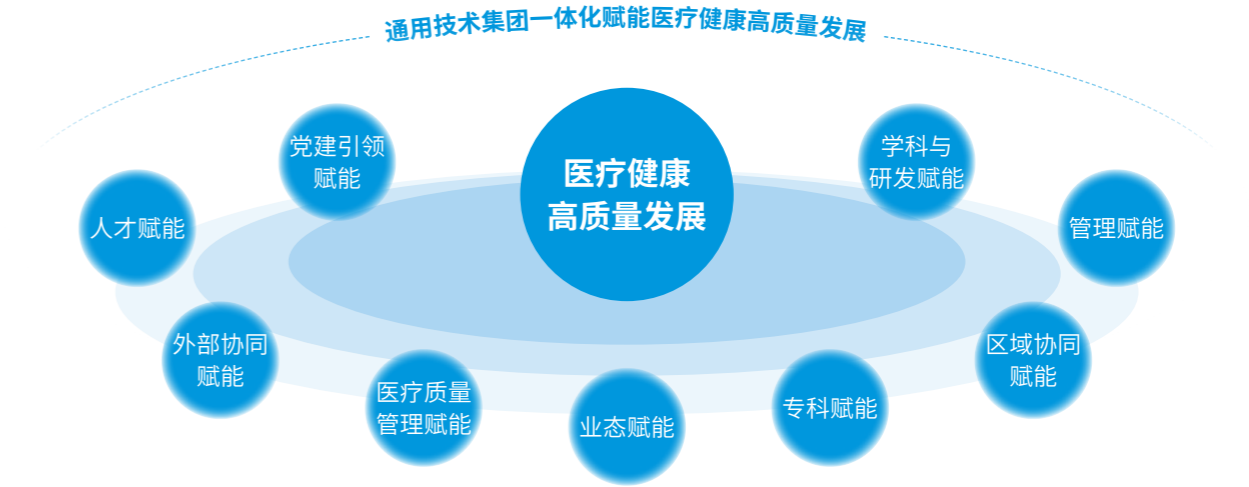 通用技术集团一体化赋能医疗健康高质量发展
医疗健康
高质量发展
党建引领
赋能
学科与
研发赋能
人才赋能
管理赋能
外部协同
赋能
区域协同
赋能
医疗质量
管理赋能
业态赋能
专科赋能